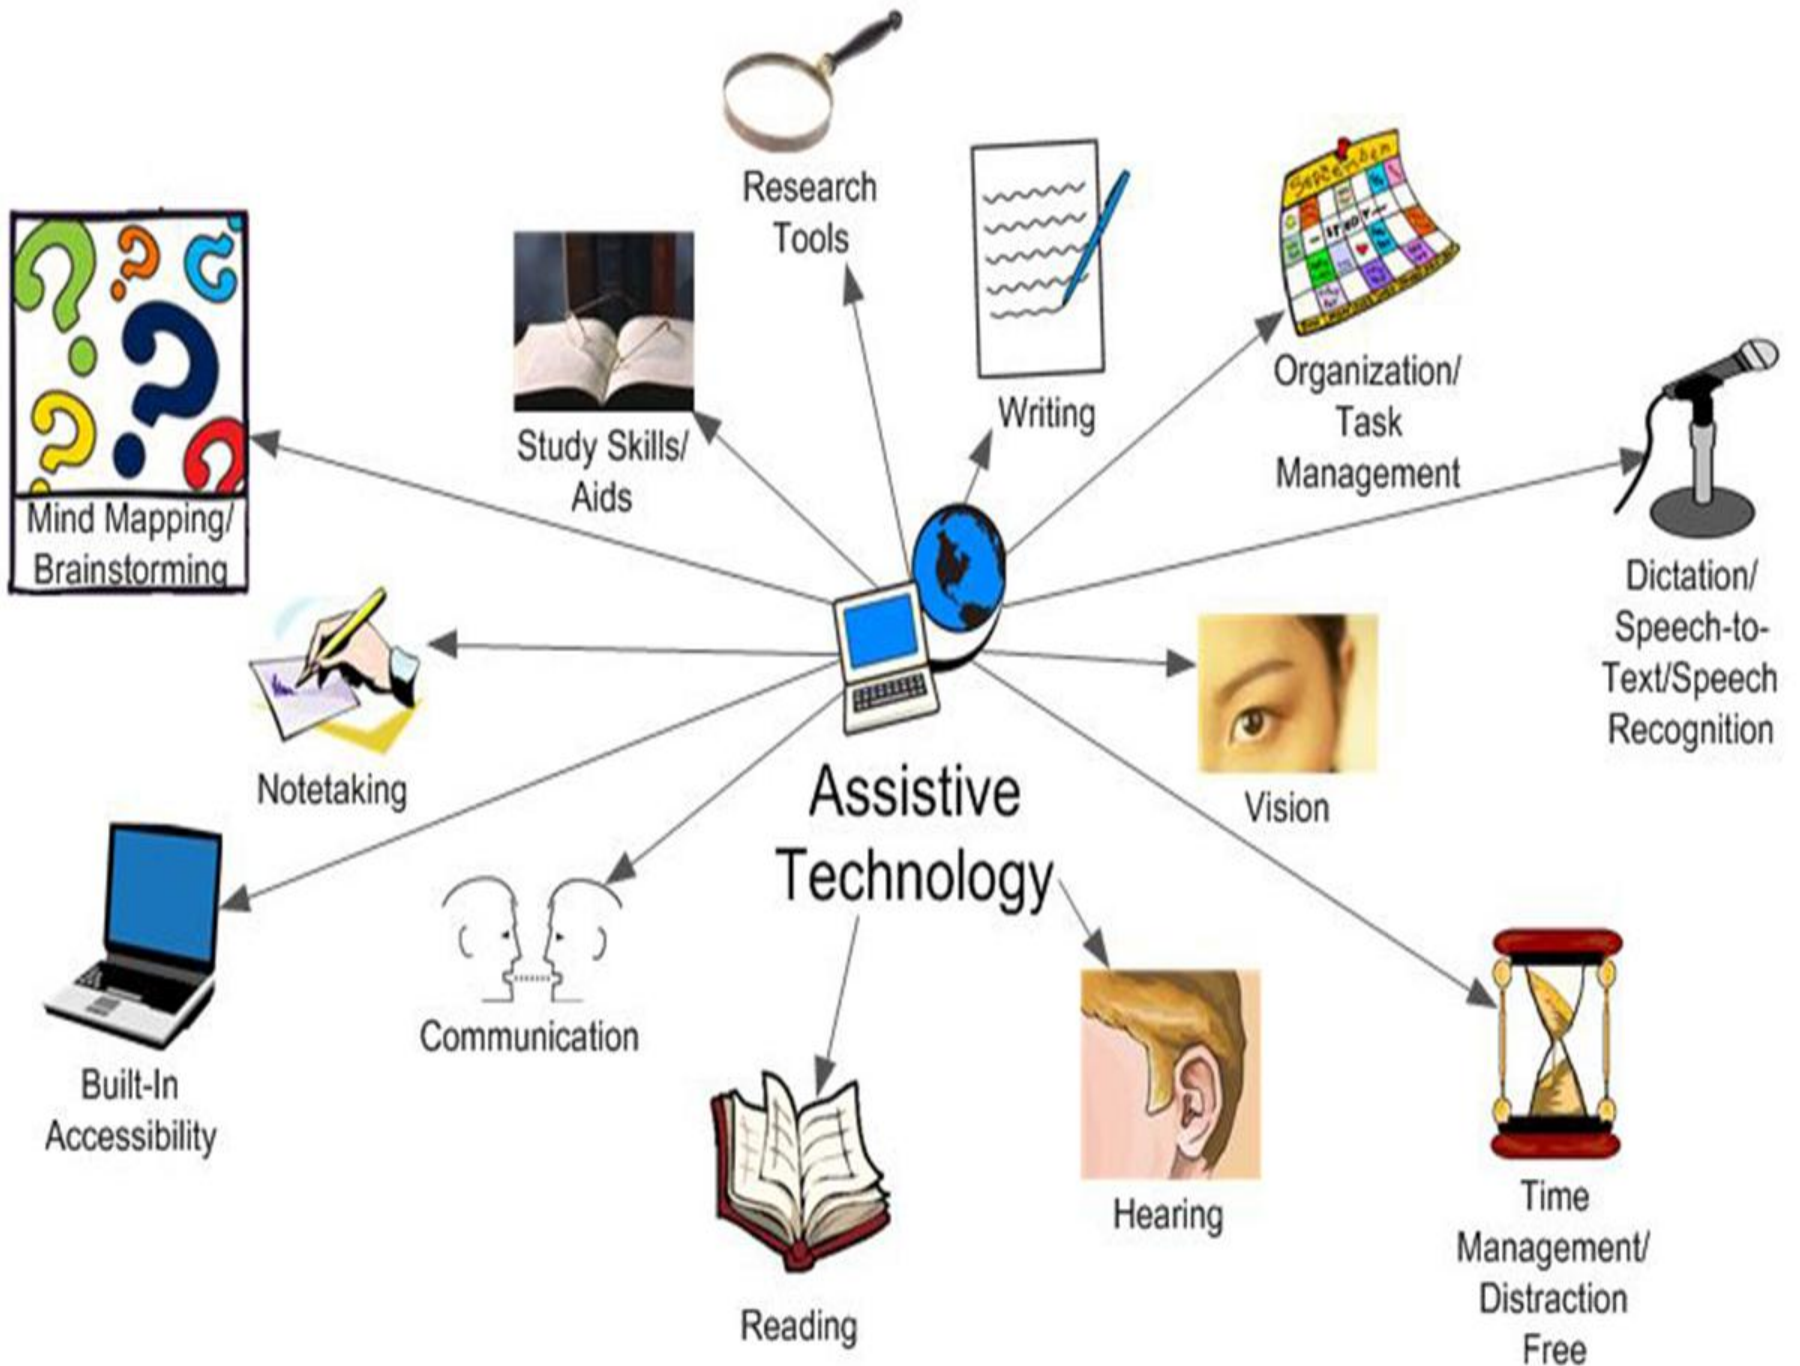 Research
Tools
September
Writing
Organization/
Task
Management
Study Skills/
Aids
Mind Mapping/
Brainstorming
Dictation/
Speech-to-
Text/Speech
Recognition
Notetaking
Vision
Assistive
Technology
Communication
Built-In
Accessibility
Hearing
Reading
Time
Management/
Distraction
Free